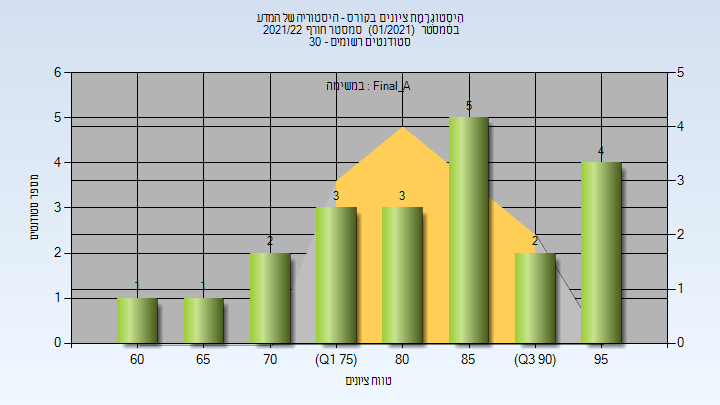 היסטוגרמת ציונים בקורס - היסטוריה של המדע
בסמסטר (01/2021) סמסטר חורף 2021/22
סטודנטים רשומים - 30
במשימה : Final_A
6 5 4 3 2 1 0
מספר סטודנטים
5 4 3 2 1 0
1 1 2 3 3 5 2 4
60 65 70 (Q1 75) 80 85 (Q3 90) 95
טווח ציונים